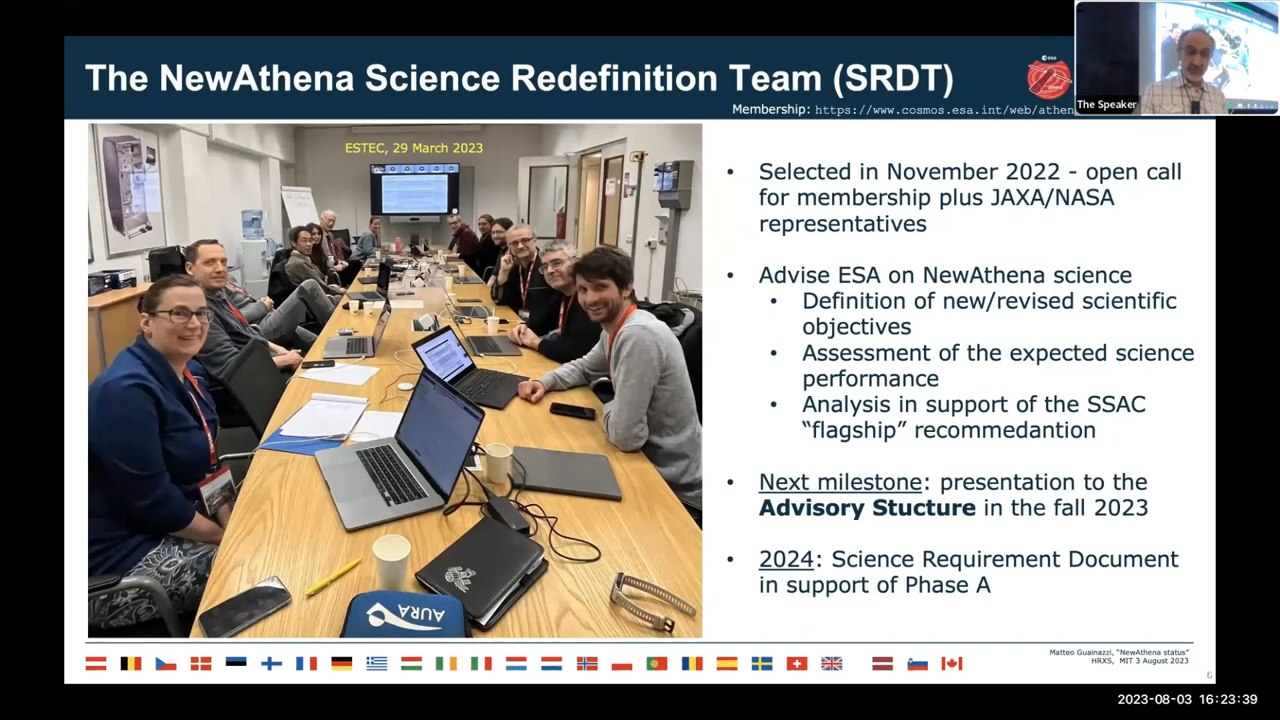 The NewAthena Science Redefinition Team (SRDT)
esa
Athena
The Speaker
Membership: https://www.cosmos.esa.int/web/athen
ESTEC, 29 March 2023
• Selected in November 2022 - open call
for membership plus JAXA/NASA
representatives
• Advise ESA on NewAthena science
• Definition of new/revised scientific
objectives
• Assessment of the expected science
performance
• Analysis in support of the SSAC
“flagship” recommedantion
• Next milestone: presentation to the
Advisory Stucture in the fall 2023
• 2024: Science Requirement Document
in support of Phase A
AURA
Matteo Guainazzi, “NewAthena status”
HRXS, MIT 3 August 2023
6
2023-08-03 16:23:39